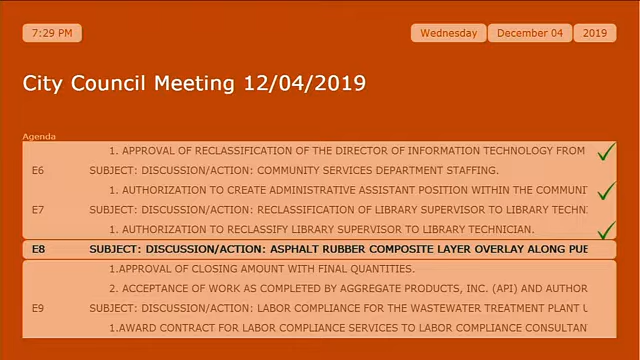 7:29 PM
Wednesday December 04 2019
City Council Meeting 12/04/2019
Agenda
1. APPROVAL OF RECLASSIFICATION OF THE DIRECTOR OF INFORMATION TECHNOLOGY FROM
E6 SUBJECT: DISCUSSION/ACTION: COMMUNITY SERVICES DEPARTMENT STAFFING.
1. AUTHORIZATION TO CREATE ADMINISTRATIVE ASSISTANT POSITION WITHIN THE COMMUNI
E7 SUBJECT: DISCUSSION/ACTION: RECLASSIFICATION OF LIBRARY SUPERVISOR TO LIBRARY TECHN
1. AUTHORIZATION TO RECLASSIFY LIBRARY SUPERVISOR TO LIBRARY TECHNICIAN.
E8 SUBJECT: DISCUSSION/ACTION: ASPHALT RUBBER COMPOSITE LAYER OVERLAY ALONG PUE
1.APPROVAL OF CLOSING AMOUNT WITH FINAL QUANTITIES.
2. ACCEPTANCE OF WORK AS COMPLETED BY AGGREGATE PRODUCTS, INC. (API) AND AUTHOR
E9 SUBJECT: DISCUSSION/ACTION: LABOR COMPLIANCE FOR THE WASTEWATER TREATMENT PLANT U
1.AWARD CONTRACT FOR LABOR COMPLIANCE SERVICES TO LABOR COMPLIANCE CONSULTAN